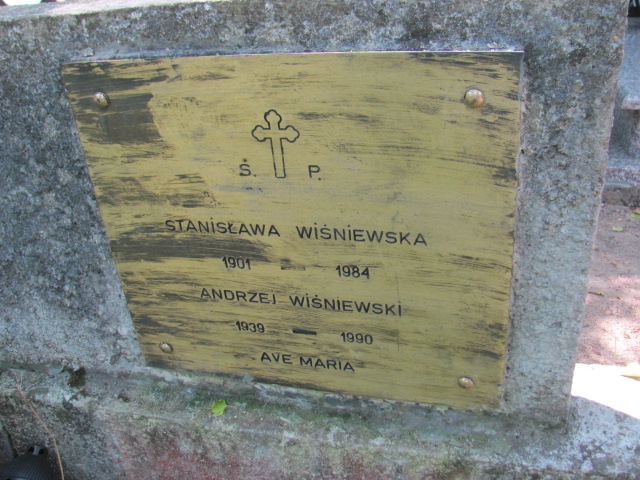 Ś. P.
STANISŁAWA WIŚNIEWSKA
1901 - 1984
ANDRZEJ WIŚNIEWSKI
1939 - 1990
AVE MARIA